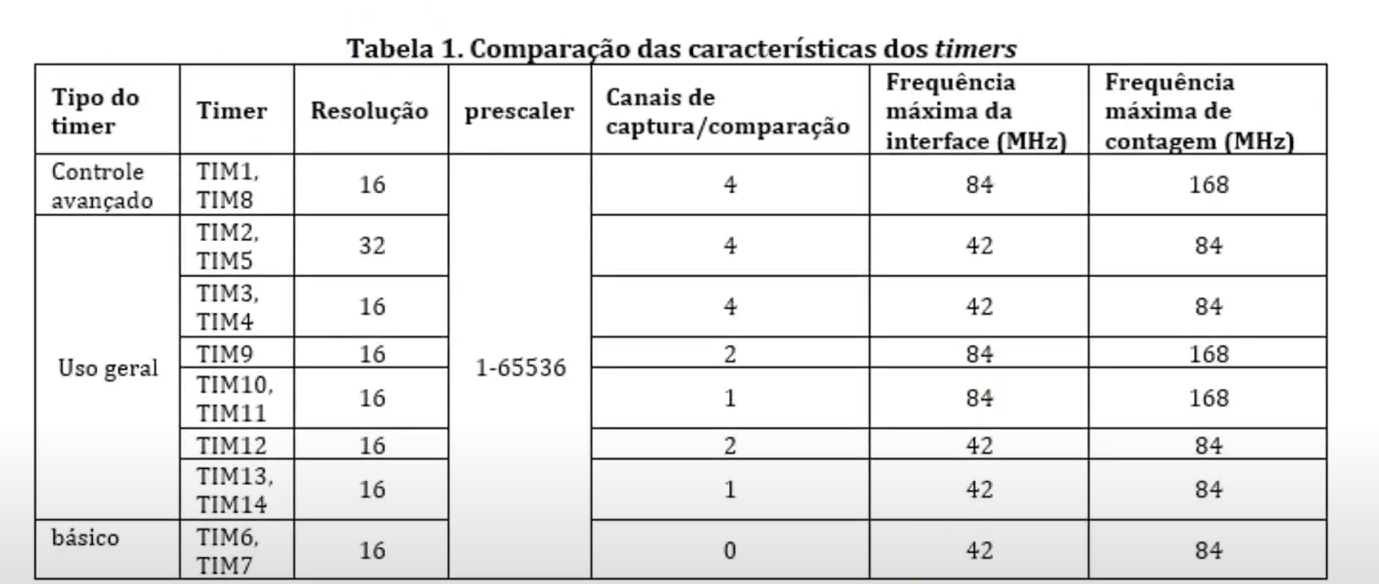 Tabela 1. Comparação das características dos timers
Tipo do timer | Timer | Resolução | prescaler | Canais de captura/comparação | Frequência máxima da interface (MHz) | Frequência máxima de contagem (MHz)
Controle avançado | TIM1, TIM8 | 16 | 1-65536 | 4 | 84 | 168
Uso geral | TIM2, TIM5 | 32 | 4 | 42 | 84
TIM3, TIM4 | 16 | 4 | 42 | 84
TIM9 | 16 | 2 | 84 | 168
TIM10, TIM11 | 16 | 1 | 84 | 168
TIM12 | 16 | 2 | 42 | 84
TIM13, TIM14 | 16 | 1 | 42 | 84
básico | TIM6, TIM7 | 16 | 0 | 42 | 84